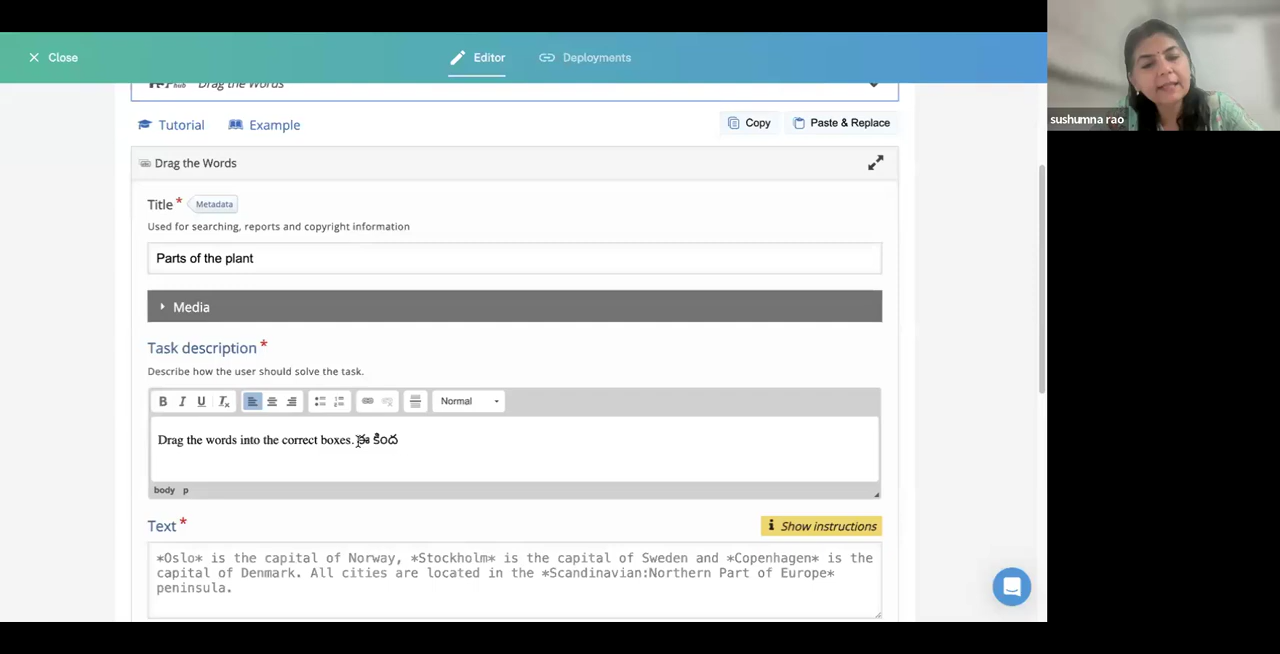 Close
Editor
Deployments
Drag the Words
Tutorial
Example
Copy
Paste & Replace
Drag the Words
Title *
Metadata
Used for searching, reports and copyright information
Parts of the plant
Media
Task description *
Describe how the user should solve the task.
B I U Tx
Normal
Drag the words into the correct boxes. ఈ కింద
body p
Text *
Show instructions
*Oslo* is the capital of Norway, *Stockholm* is the capital of Sweden and *Copenhagen* is the
capital of Denmark. All cities are located in the *Scandinavian:Northern Part of Europe*
peninsula.
sushumna rao